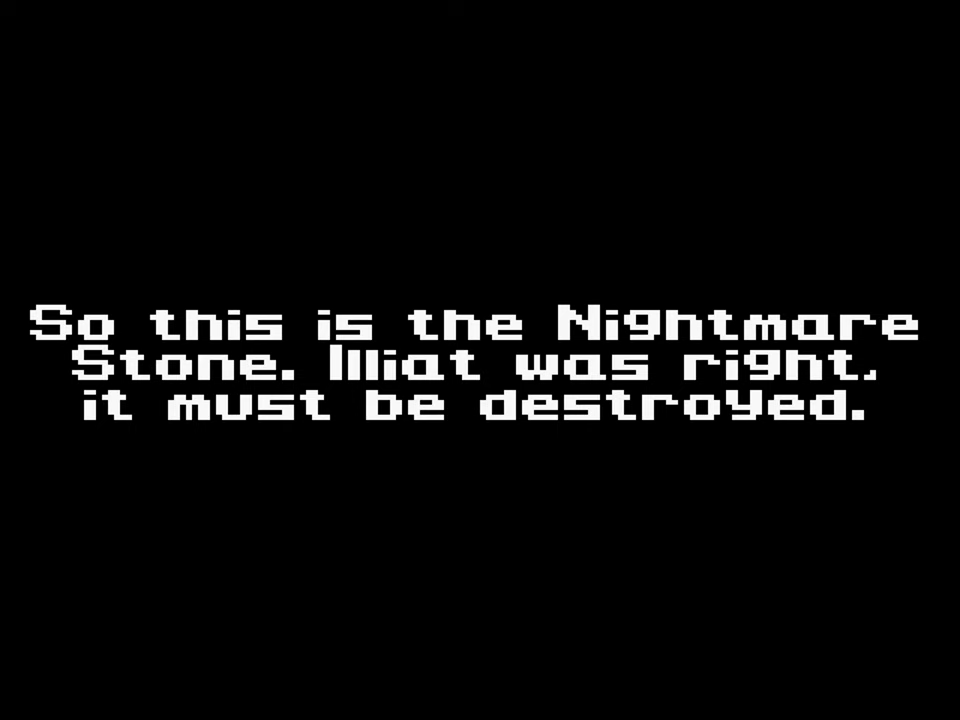 So this is the Nightmare
Stone. Illiat was right,
it must be destroyed.